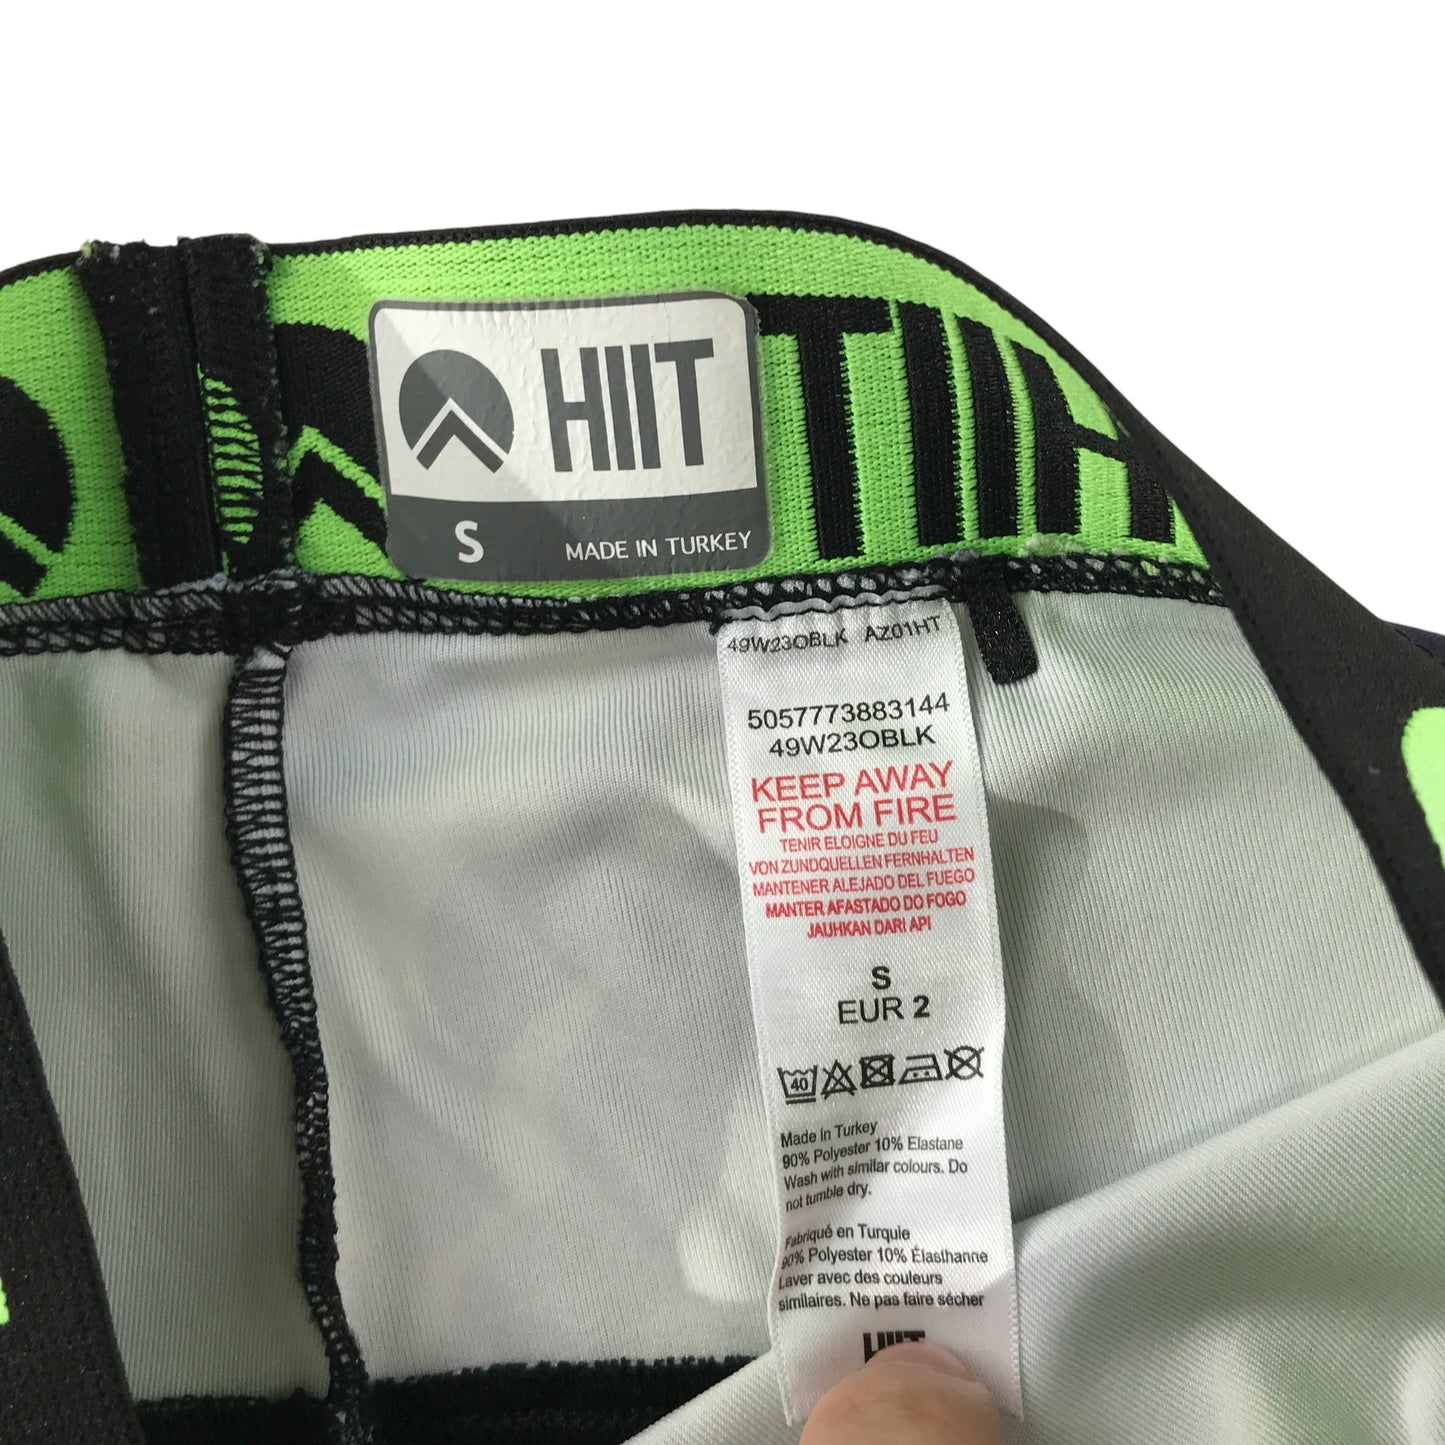 HIIT
S
MADE IN TURKEY
TIIH
49W23OBLK AZ01HT
5057773883144
49W23OBLK
KEEP AWAY
FROM FIRE
TENIR ELOIGNE DU FEU
VON ZUNDQUELLEN FERNHALTEN
MANTENER ALEJADO DEL FUEGO
MANTER AFASTADO DO FOGO
JAUHKAN DARI API
S
EUR 2
40
Made in Turkey
90% Polyester 10% Elastane
Wash with similar colours. Do
not tumble dry.
Fabriqué en Turquie
90% Polyester 10% Élasthanne
Laver avec des couleurs
similaires. Ne pas faire sécher
HIIT